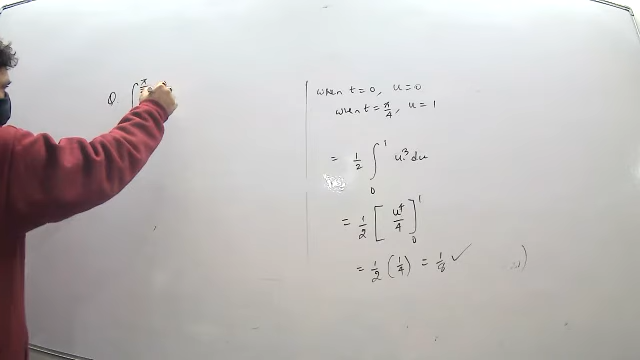 Q. ∫ π/2
when t=0, u=0
when t=π/4, u=1
= 1/2 ∫₀¹ u³ du
= 1/2 [u⁴/4]₀¹
= 1/2 (1/4) = 1/8 ✓